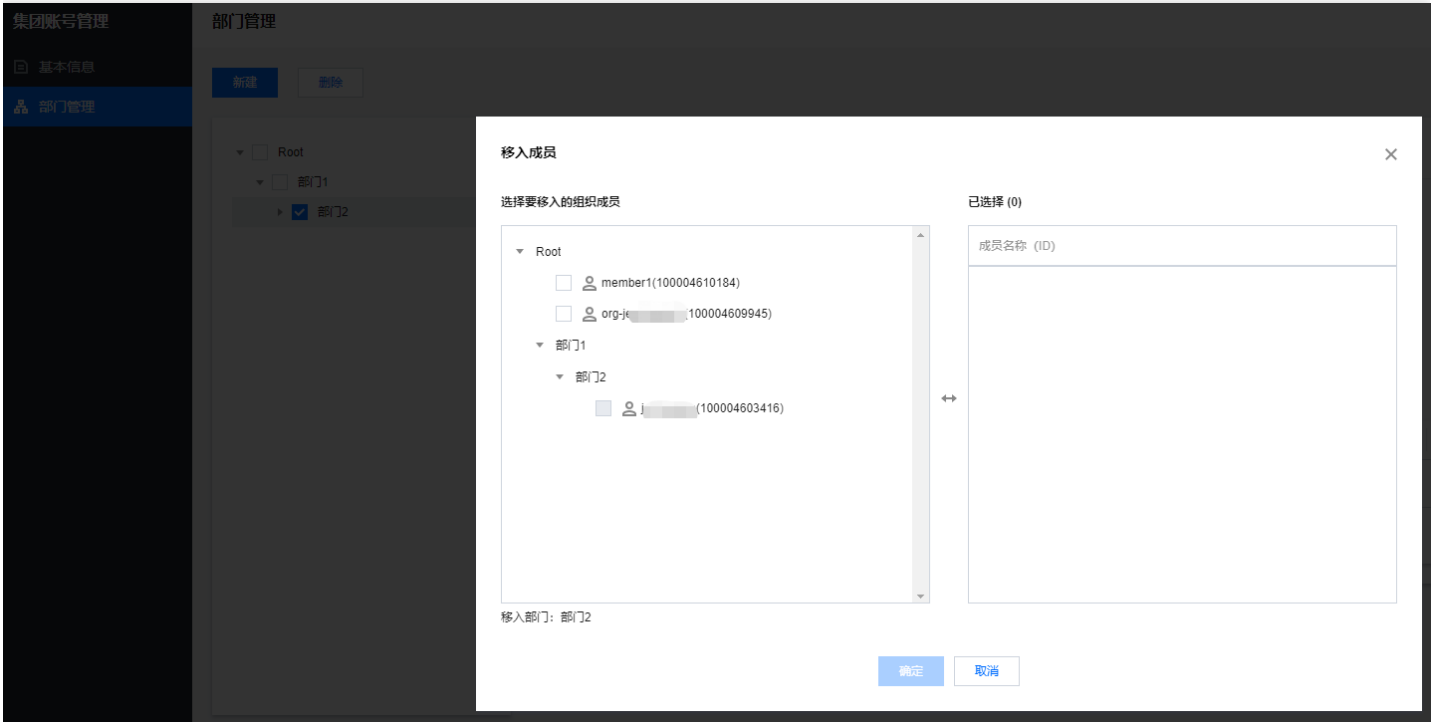 集团账号管理
部门管理
基本信息
部门管理
新建
删除
Root
部门1
部门2
移入成员
选择要移入的组织成员
已选择 (0)
Root
member1(100004610184)
org-je (100004609945)
部门1
部门2
j (100004603416)
成员名称 (ID)
移入部门：部门2
确定
取消